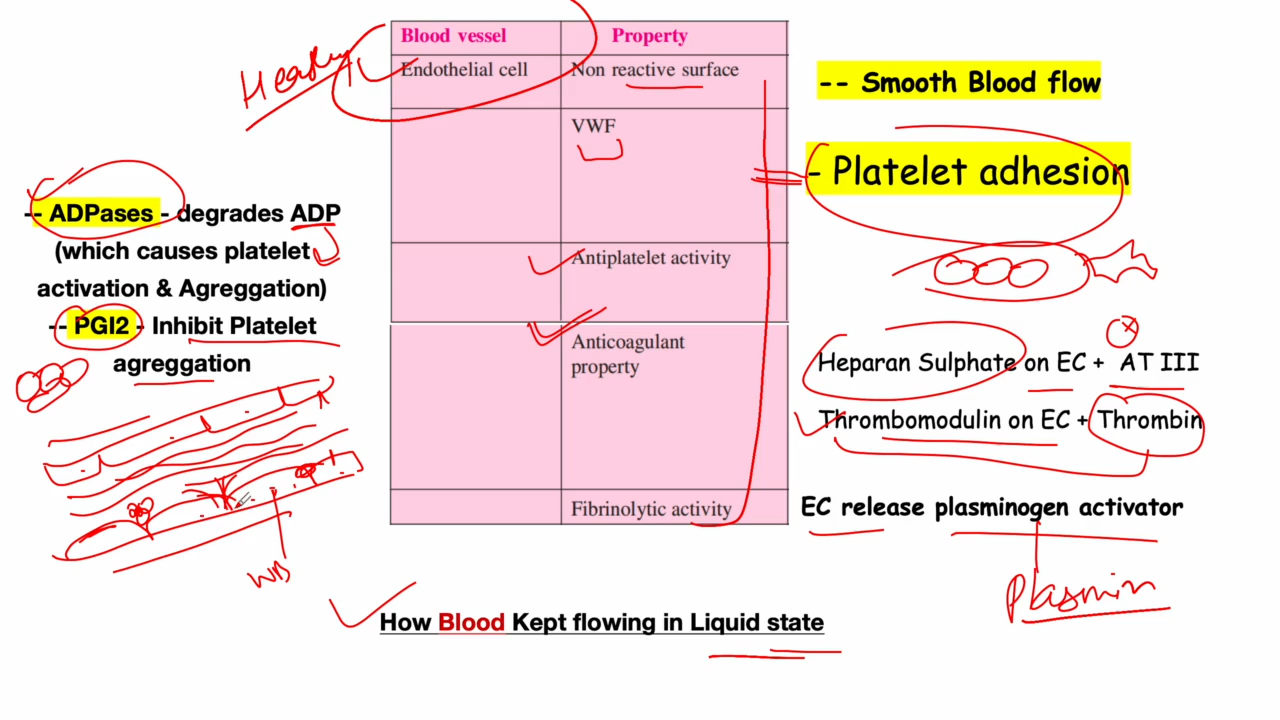 Blood vessel Property
Healthy
Endothelial cell Non reactive surface
-- Smooth Blood flow
VWF
- Platelet adhesion
-- ADPases - degrades ADP
(which causes platelet
activation & Agreggation)
-- PGI2 - Inhibit Platelet
agreggation
Antiplatelet activity
Anticoagulant
property
Heparan Sulphate on EC + AT III
Thrombomodulin on EC + Thrombin
Fibrinolytic activity
EC release plasminogen activator
Plasmin
How Blood Kept flowing in Liquid state